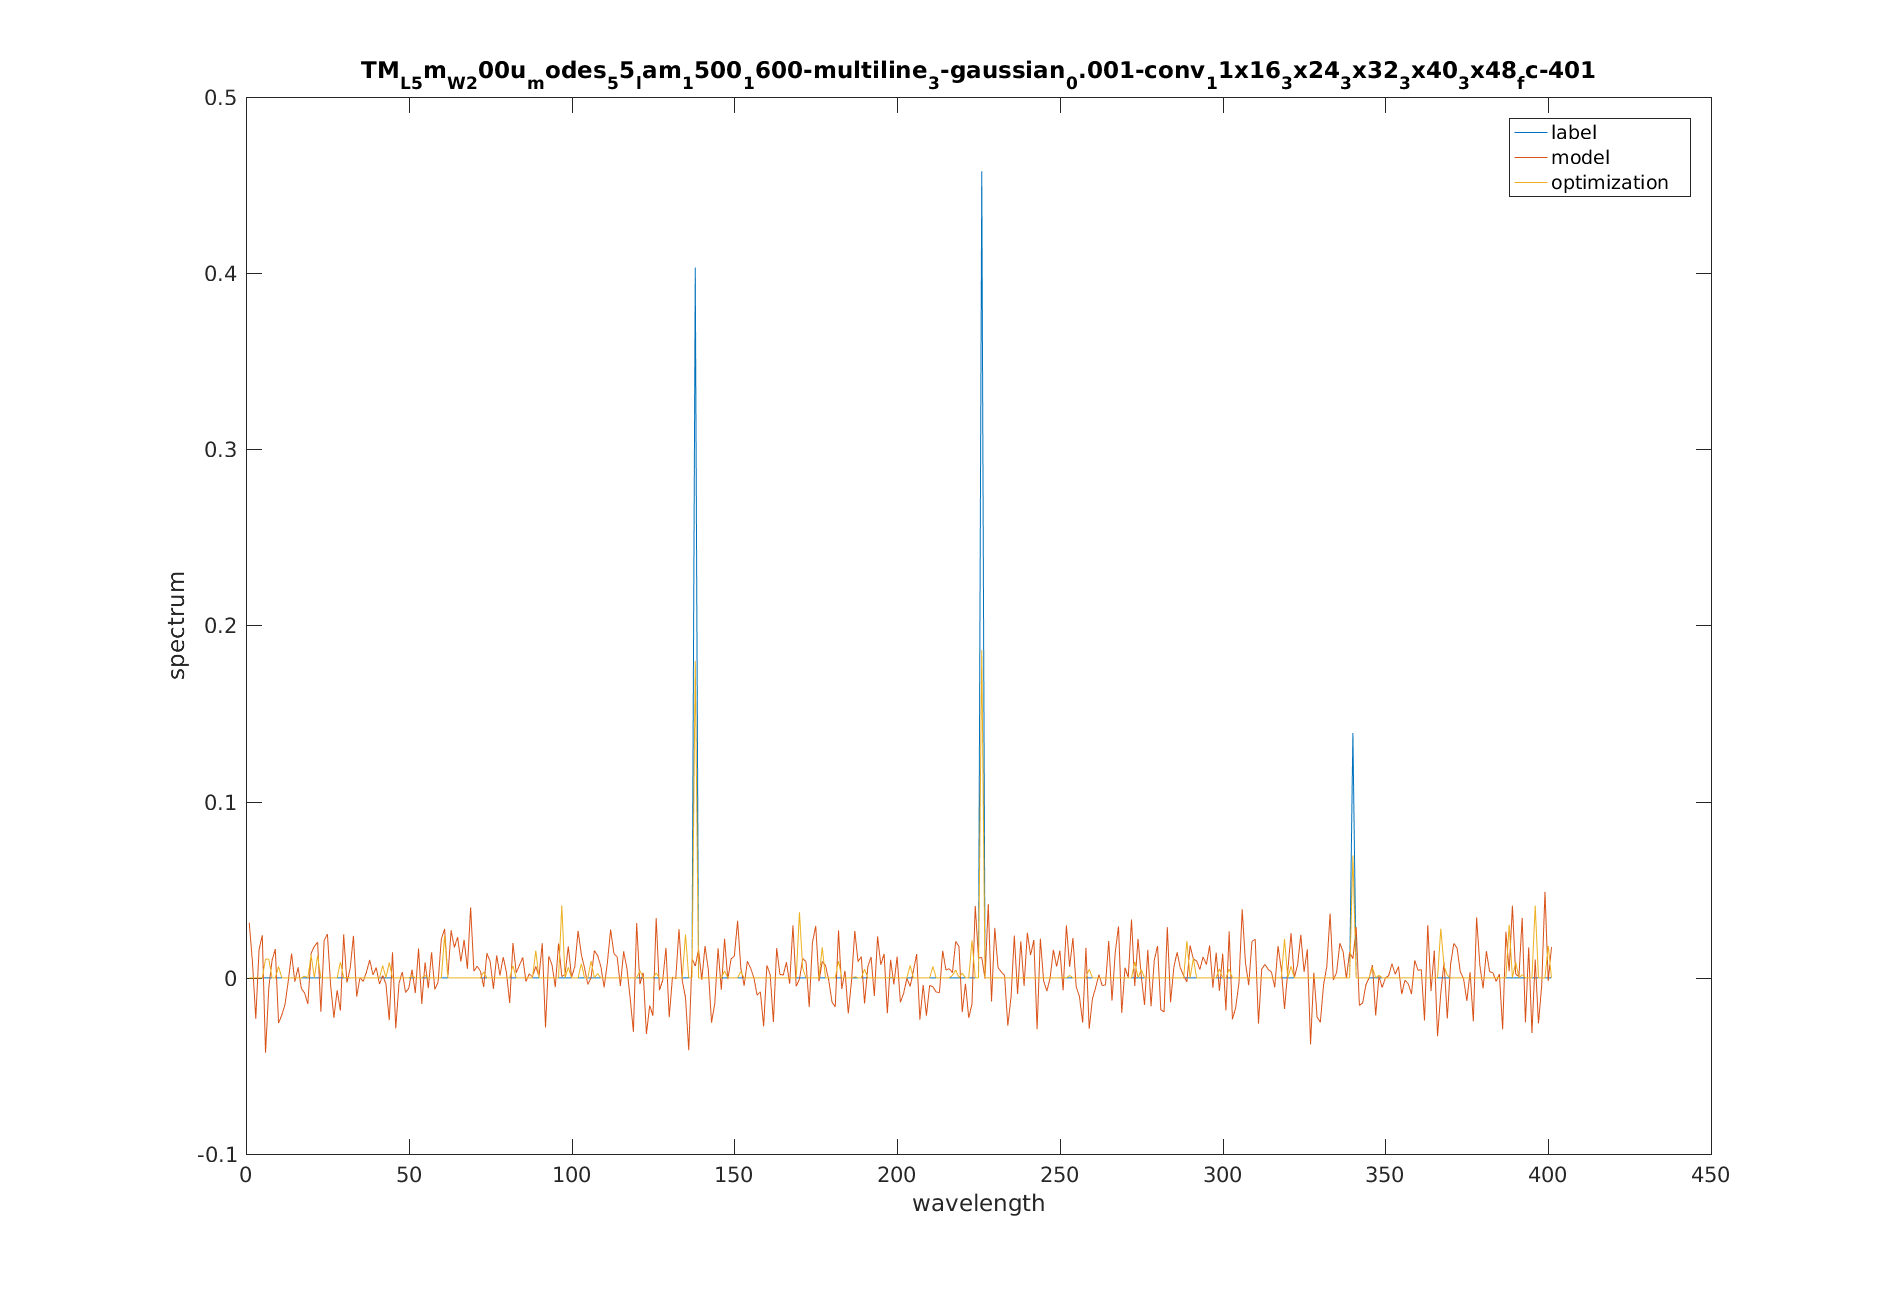 TM_L5m_W200u_modes_55_lam_1500_1600-multiline_3-gaussian_0.001-conv_11x16_3x24_3x32_3x40_3x48_fc-401
0.5
label
model
optimization
0.4
0.3
0.2
0.1
0
-0.1
spectrum
0 50 100 150 200 250 300 350 400 450
wavelength